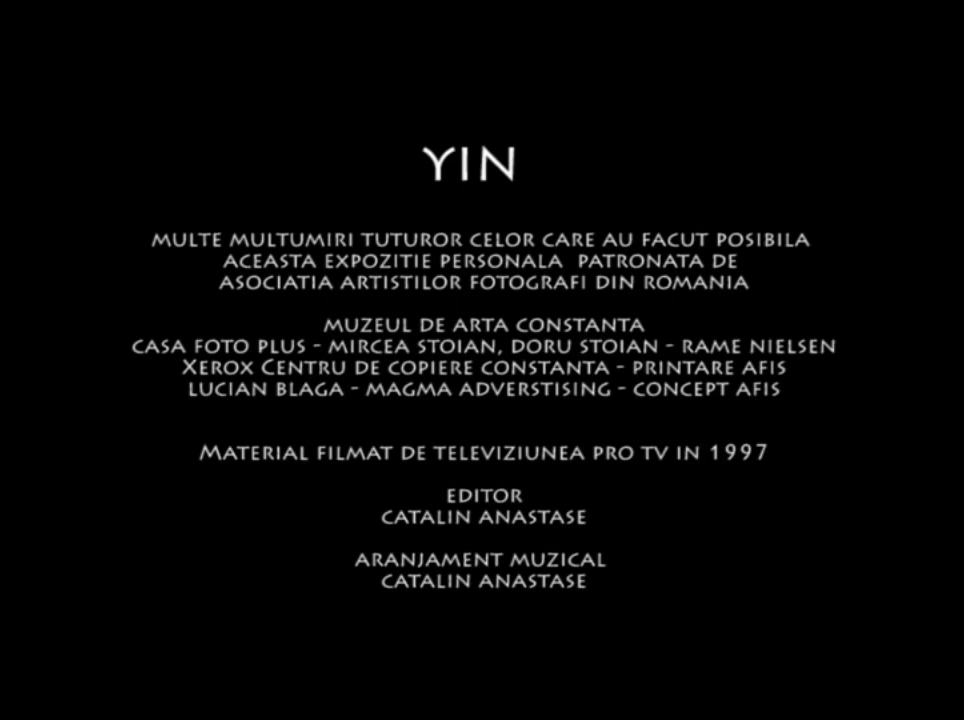 YIN
MULTE MULTUMIRI TUTUROR CELOR CARE AU FACUT POSIBILA
ACEASTA EXPOZITIE PERSONALA PATRONATA DE
ASOCIATIA ARTISTILOR FOTOGRAFI DIN ROMANIA
MUZEUL DE ARTA CONSTANTA
CASA FOTO PLUS - MIRCEA STOIAN, DORU STOIAN - RAME NIELSEN
XEROX CENTRU DE COPIERE CONSTANTA - PRINTARE AFIS
LUCIAN BLAGA - MAGMA ADVERSTISING - CONCEPT AFIS
MATERIAL FILMAT DE TELEVIZIUNEA PRO TV IN 1997
EDITOR
CATALIN ANASTASE
ARANJAMENT MUZICAL
CATALIN ANASTASE